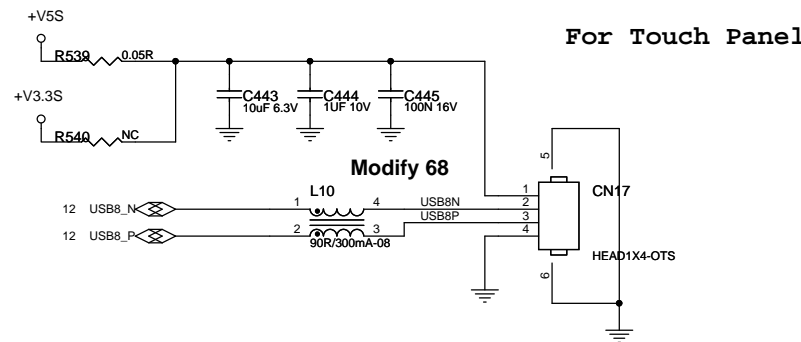 +V5S
For Touch Panel
R539 0.05R
+V3.3S
C443
10uF 6.3V
C444
1UF 10V
C445
100N 16V
R540 NC
Modify 68
5
L10
CN17
12 USB8_N
1 4
USB8N
1
2
12 USB8_P
2 3
USB8P
3
4
90R/300mA-08
HEAD1X4-OTS
6